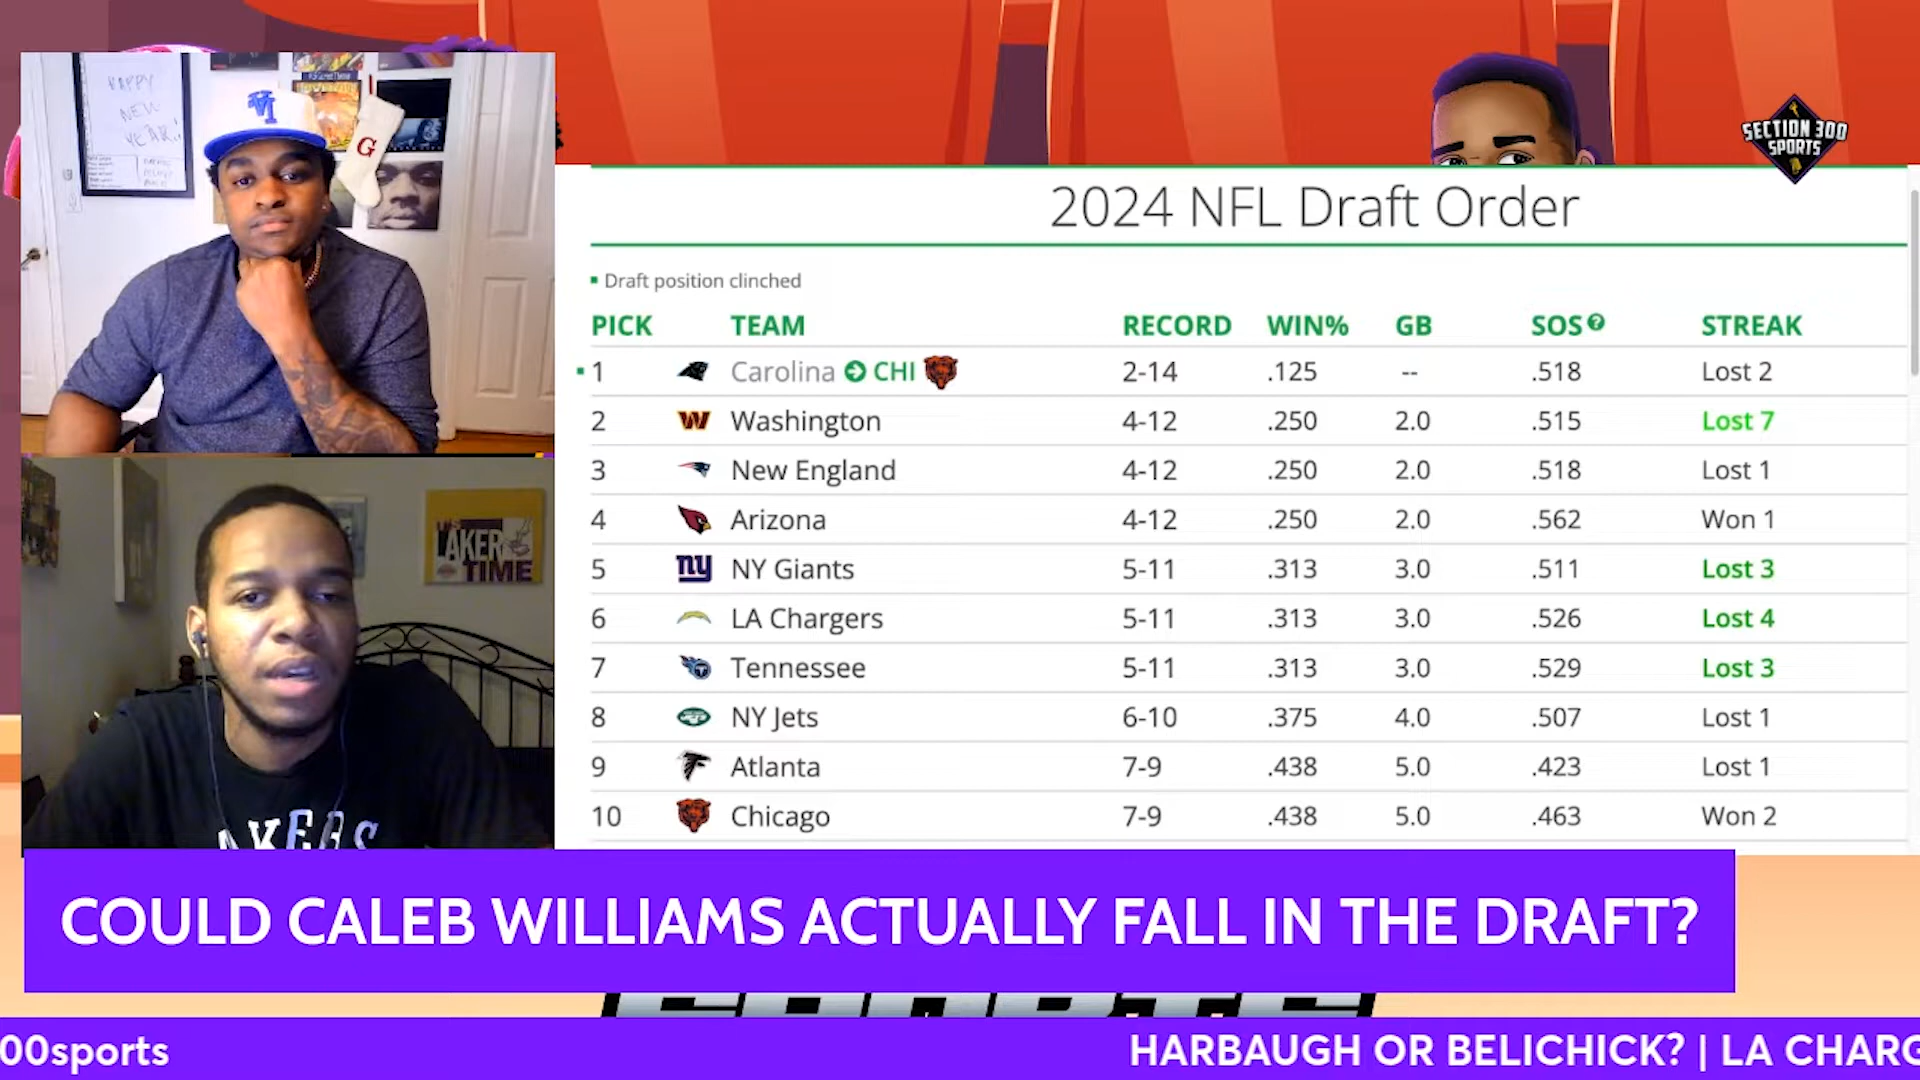 HAPPY
NEW
YEAR!
G
LAKER
TIME
SECTION 300
SPORTS
2024 NFL Draft Order
Draft position clinched
PICK TEAM RECORD WIN% GB SOS STREAK
1 Carolina CHI 2-14 .125 -- .518 Lost 2
2 Washington 4-12 .250 2.0 .515 Lost 7
3 New England 4-12 .250 2.0 .518 Lost 1
4 Arizona 4-12 .250 2.0 .562 Won 1
5 NY Giants 5-11 .313 3.0 .511 Lost 3
6 LA Chargers 5-11 .313 3.0 .526 Lost 4
7 Tennessee 5-11 .313 3.0 .529 Lost 3
8 NY Jets 6-10 .375 4.0 .507 Lost 1
9 Atlanta 7-9 .438 5.0 .423 Lost 1
10 Chicago 7-9 .438 5.0 .463 Won 2
COULD CALEB WILLIAMS ACTUALLY FALL IN THE DRAFT?
00sports HARBAUGH OR BELICHICK? | LA CHARG